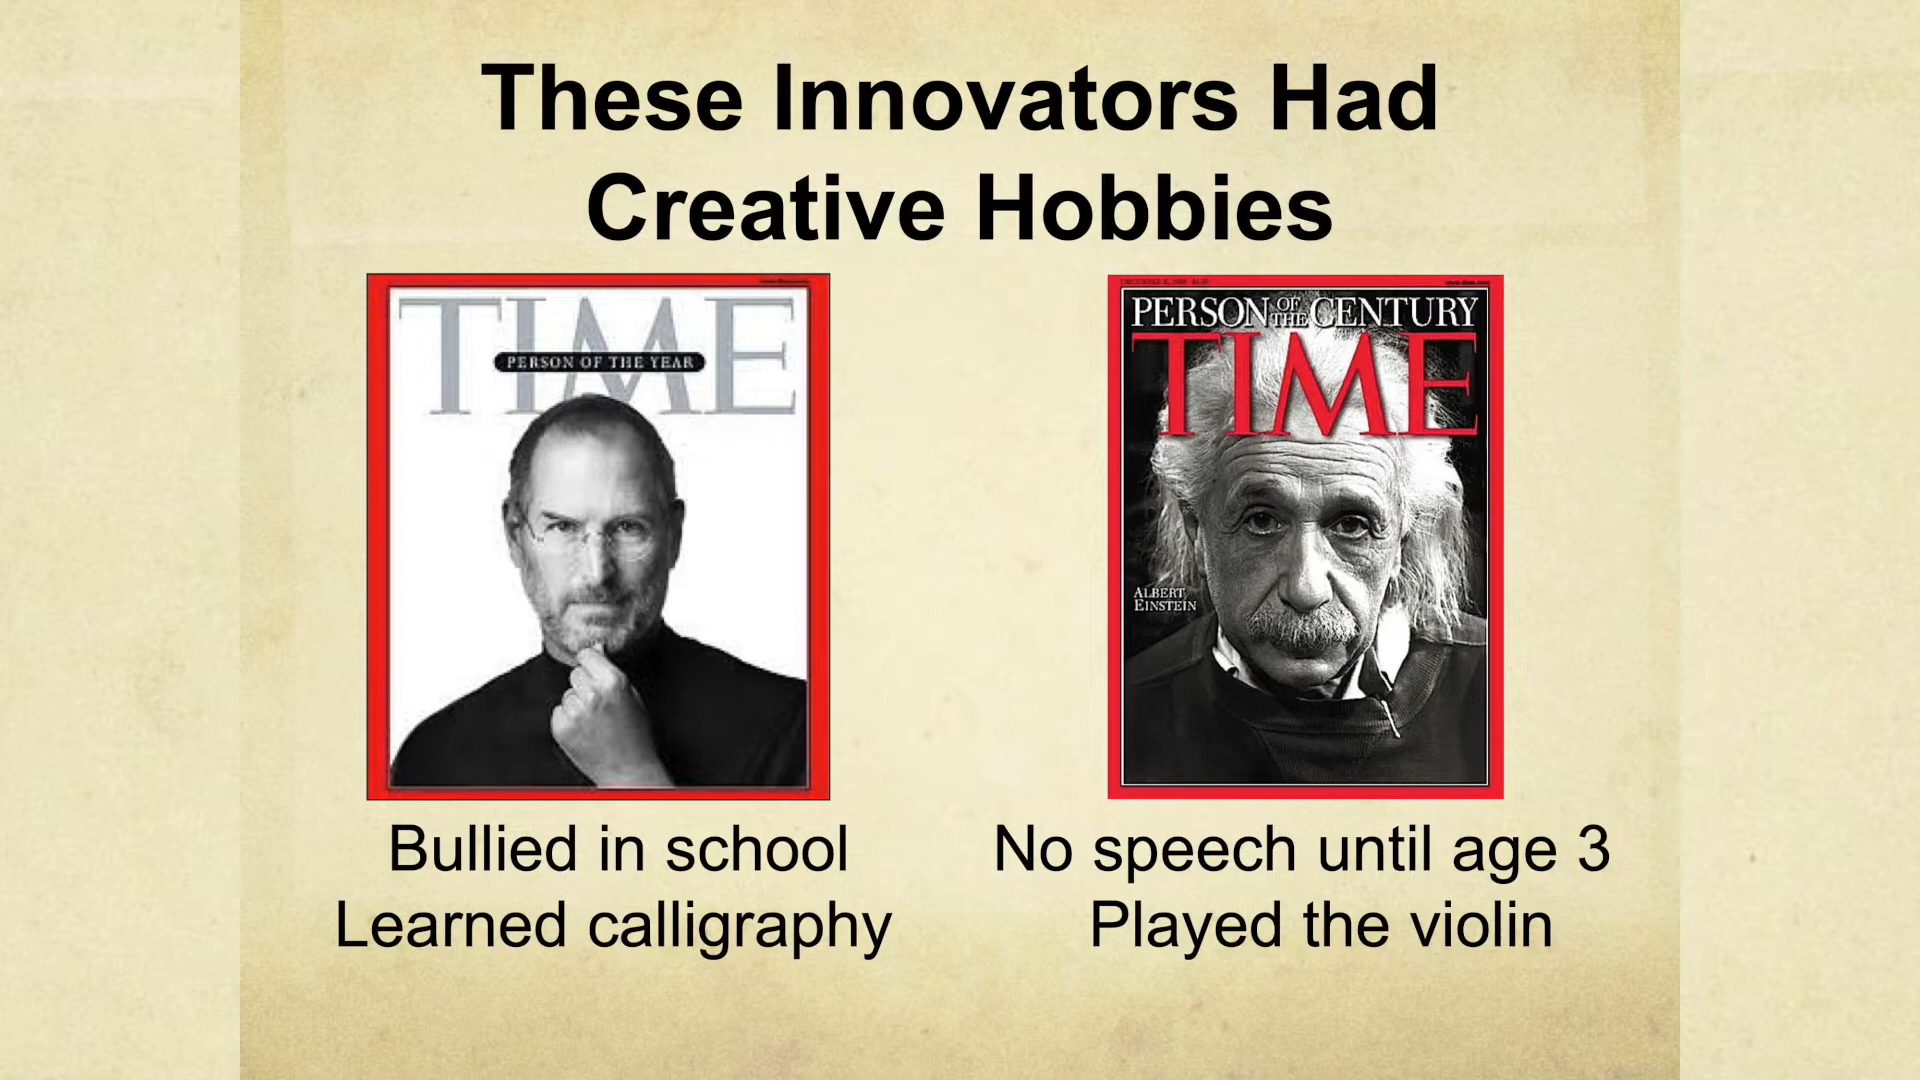 These Innovators Had
Creative Hobbies
TIME
PERSON OF THE YEAR
PERSON OF THE CENTURY
TIME
ALBERT
EINSTEIN
Bullied in school
Learned calligraphy
No speech until age 3
Played the violin